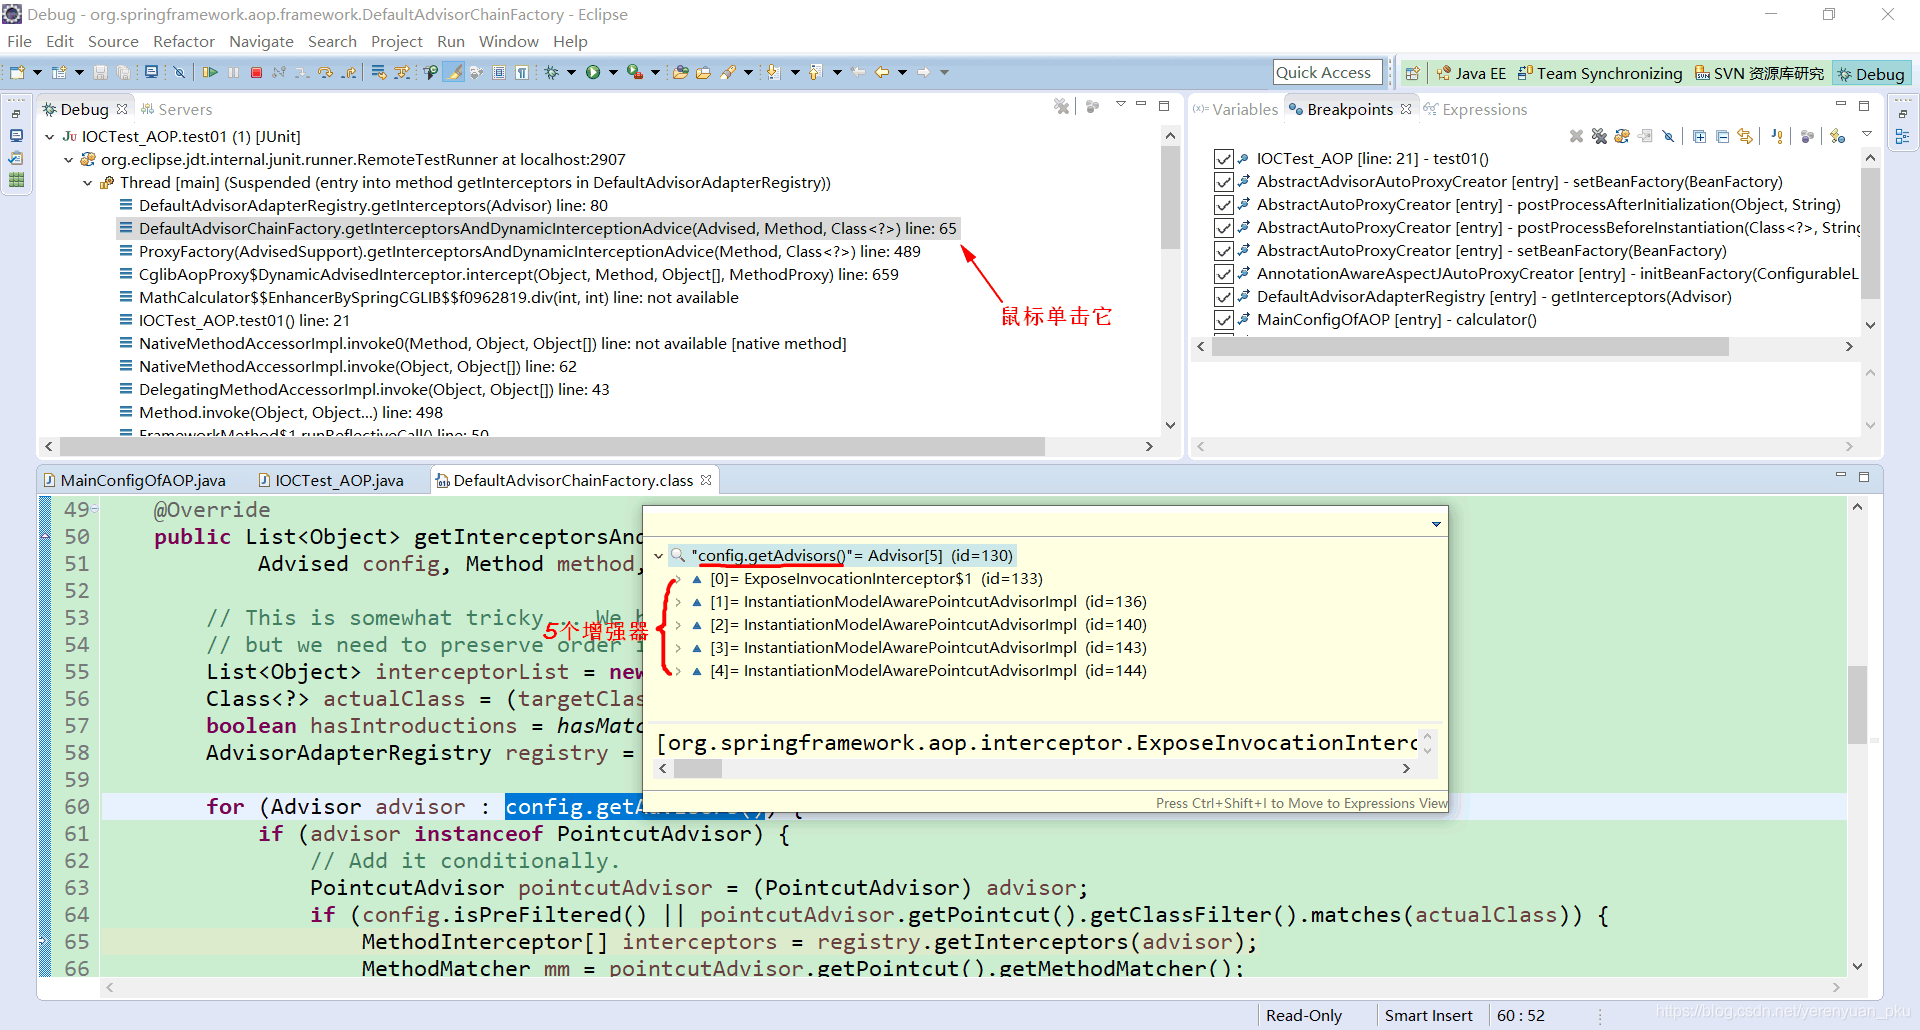 Debug - org.springframework.aop.framework.DefaultAdvisorChainFactory - Eclipse
File Edit Source Refactor Navigate Search Project Run Window Help
Quick Access
Java EE
Team Synchronizing
SVN 资源库研究
Debug
Debug
Servers
IOCTest_AOP.test01 (1) [JUnit]
org.eclipse.jdt.internal.junit.runner.RemoteTestRunner at localhost:2907
Thread [main] (Suspended (entry into method getInterceptors in DefaultAdvisorAdapterRegistry))
DefaultAdvisorAdapterRegistry.getInterceptors(Advisor) line: 80
DefaultAdvisorChainFactory.getInterceptorsAndDynamicInterceptionAdvice(Advised, Method, Class<?>) line: 65
ProxyFactory(AdvisedSupport).getInterceptorsAndDynamicInterceptionAdvice(Method, Class<?>) line: 489
CglibAopProxy$DynamicAdvisedInterceptor.intercept(Object, Method, Object[], MethodProxy) line: 659
MathCalculator$$EnhancerBySpringCGLIB$$f0962819.div(int, int) line: not available
IOCTest_AOP.test01() line: 21
NativeMethodAccessorImpl.invoke0(Method, Object, Object[]) line: not available [native method]
NativeMethodAccessorImpl.invoke(Object, Object[]) line: 62
DelegatingMethodAccessorImpl.invoke(Object, Object[]) line: 43
Method.invoke(Object, Object...) line: 498
FrameworkMethod$1.runReflectiveCall() line: 50
鼠标单击它
Variables
Breakpoints
Expressions
IOCTest_AOP [line: 21] - test01()
AbstractAdvisorAutoProxyCreator [entry] - setBeanFactory(BeanFactory)
AbstractAutoProxyCreator [entry] - postProcessAfterInitialization(Object, String)
AbstractAutoProxyCreator [entry] - postProcessBeforeInstantiation(Class<?>, String
AbstractAutoProxyCreator [entry] - setBeanFactory(BeanFactory)
AnnotationAwareAspectJAutoProxyCreator [entry] - initBeanFactory(ConfigurableL
DefaultAdvisorAdapterRegistry [entry] - getInterceptors(Advisor)
MainConfigOfAOP [entry] - calculator()
MainConfigOfAOP.java
IOCTest_AOP.java
DefaultAdvisorChainFactory.class
49 @Override
50 public List<Object> getInterceptorsAnd
51 Advised config, Method method,
52
53 // This is somewhat tricky... We h
54 // but we need to preserve order i
55 List<Object> interceptorList = new
56 Class<?> actualClass = (targetClas
57 boolean hasIntroductions = hasMatc
58 AdvisorAdapterRegistry registry =
59
60 for (Advisor advisor : config.getAdvisors()) {
61 if (advisor instanceof PointcutAdvisor) {
62 // Add it conditionally.
63 PointcutAdvisor pointcutAdvisor = (PointcutAdvisor) advisor;
64 if (config.isPreFiltered() || pointcutAdvisor.getPointcut().getClassFilter().matches(actualClass)) {
65 MethodInterceptor[] interceptors = registry.getInterceptors(advisor);
66 MethodMatcher mm = pointcutAdvisor.getPointcut().getMethodMatcher();
"config.getAdvisors()"= Advisor[5] (id=130)
[0]= ExposeInvocationInterceptor$1 (id=133)
[1]= InstantiationModelAwarePointcutAdvisorImpl (id=136)
[2]= InstantiationModelAwarePointcutAdvisorImpl (id=140)
[3]= InstantiationModelAwarePointcutAdvisorImpl (id=143)
[4]= InstantiationModelAwarePointcutAdvisorImpl (id=144)
5个增强器
[org.springframework.aop.interceptor.ExposeInvocationInterc
Press Ctrl+Shift+I to Move to Expressions View
Read-Only
Smart Insert
60 : 52
https://blog.csdn.net/yerenyuan_pku